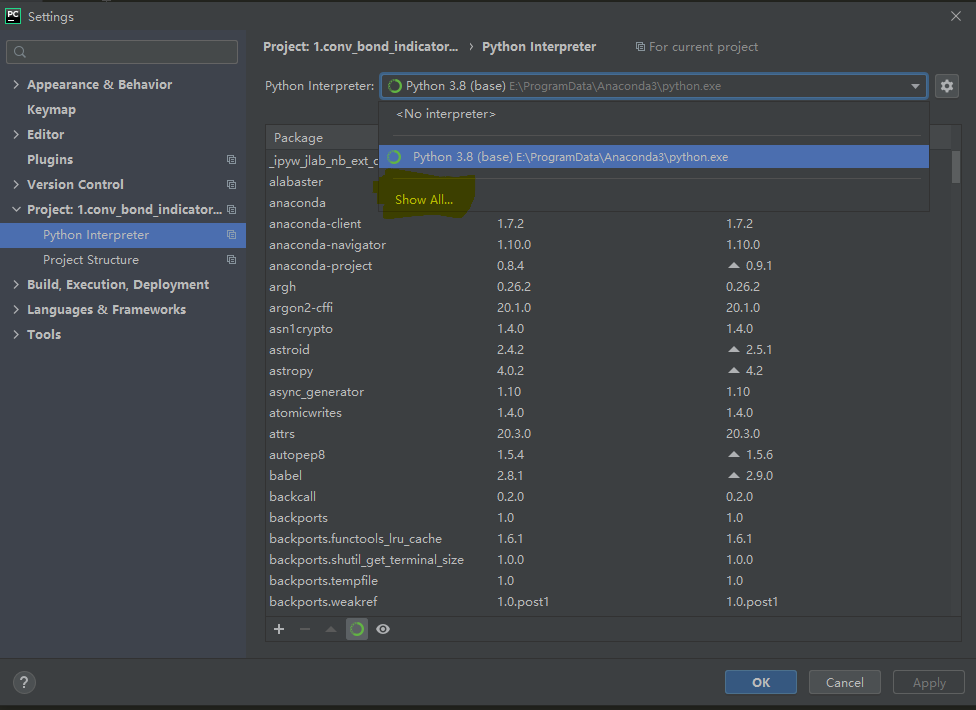 PC Settings
Project: 1.conv_bond_indicator... › Python Interpreter For current project
Python Interpreter: Python 3.8 (base) E:\ProgramData\Anaconda3\python.exe
<No interpreter>
Python 3.8 (base) E:\ProgramData\Anaconda3\python.exe
Show All...
Appearance & Behavior
Keymap
Editor
Plugins
Version Control
Project: 1.conv_bond_indicator...
Python Interpreter
Project Structure
Build, Execution, Deployment
Languages & Frameworks
Tools
Package
_ipyw_jlab_nb_ext_c
alabaster
anaconda
anaconda-client 1.7.2 1.7.2
anaconda-navigator 1.10.0 1.10.0
anaconda-project 0.8.4 0.9.1
argh 0.26.2 0.26.2
argon2-cffi 20.1.0 20.1.0
asn1crypto 1.4.0 1.4.0
astroid 2.4.2 2.5.1
astropy 4.0.2 4.2
async_generator 1.10 1.10
atomicwrites 1.4.0 1.4.0
attrs 20.3.0 20.3.0
autopep8 1.5.4 1.5.6
babel 2.8.1 2.9.0
backcall 0.2.0 0.2.0
backports 1.0 1.0
backports.functools_lru_cache 1.6.1 1.6.1
backports.shutil_get_terminal_size 1.0.0 1.0.0
backports.tempfile 1.0 1.0
backports.weakref 1.0.post1 1.0.post1
? OK Cancel Apply